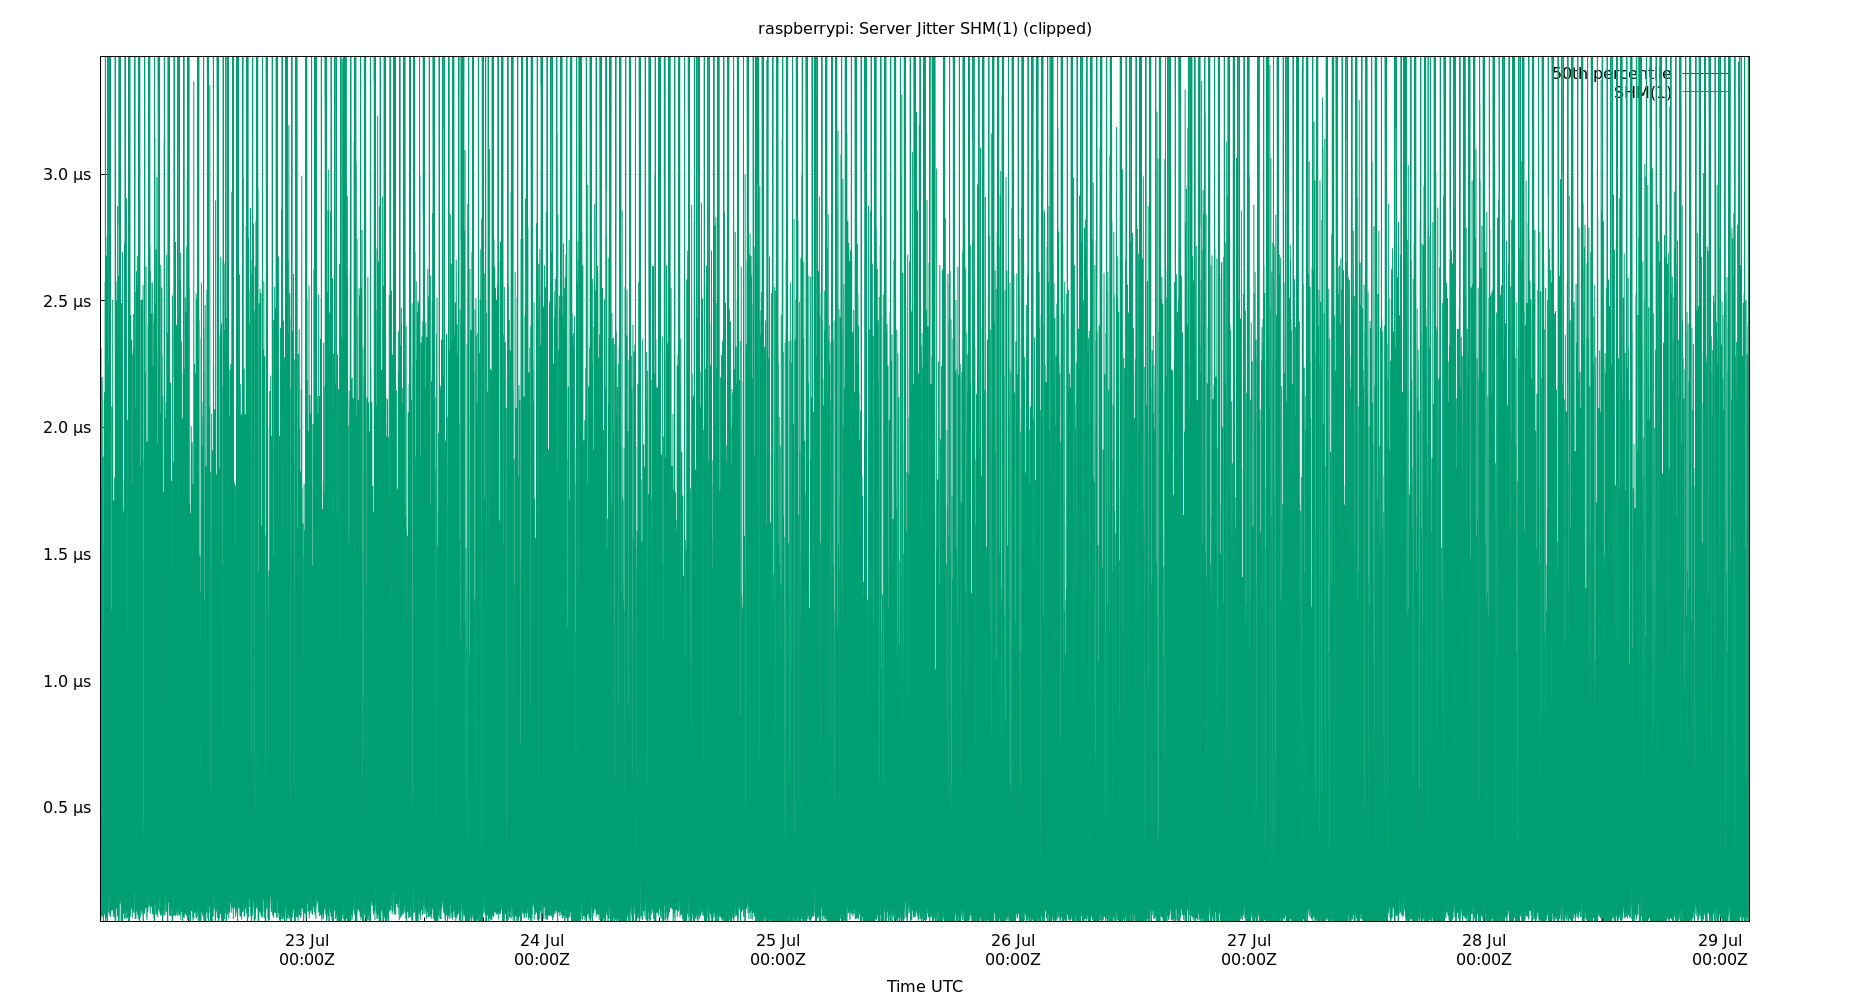 raspberrypi: Server Jitter SHM(1) (clipped)
50th percentile
SHM(1)
3.0 μs
2.5 μs
2.0 μs
1.5 μs
1.0 μs
0.5 μs
23 Jul 24 Jul 25 Jul 26 Jul 27 Jul 28 Jul 29 Jul
00:00Z 00:00Z 00:00Z 00:00Z 00:00Z 00:00Z 00:00Z
Time UTC